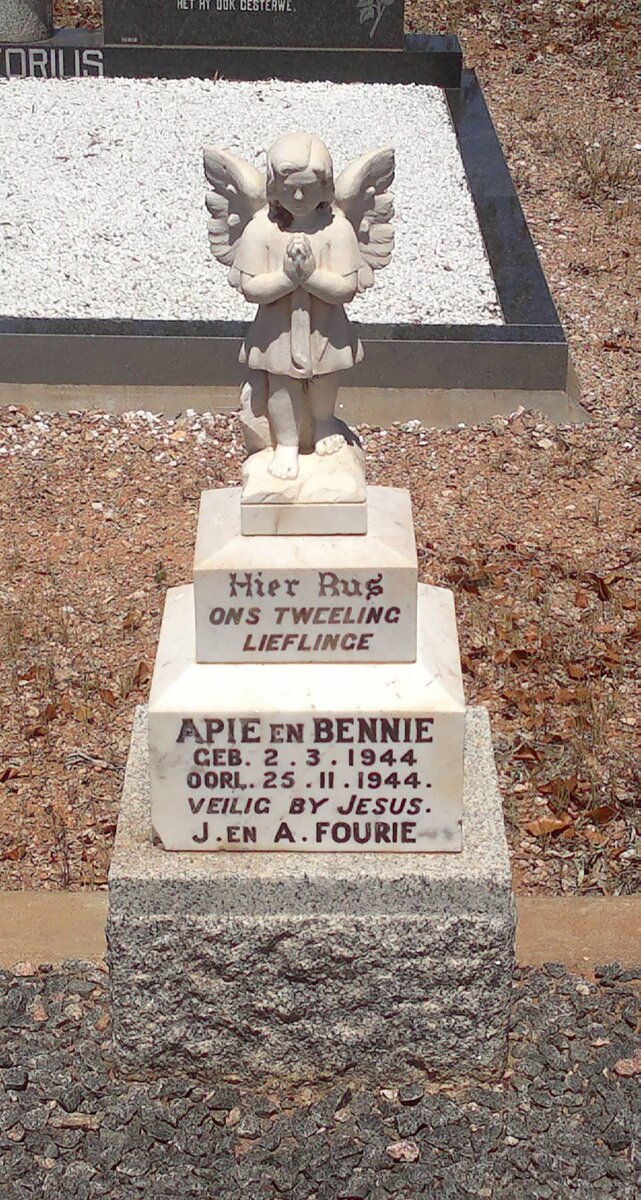 HET HY OOK GESTERWE.
TORIUS
Hier Rus
ONS TWEELING
LIEFLINGE
APIE EN BENNIE
GEB. 2.3.1944
OORL. 25.11.1944.
VEILIG BY JESUS.
J. EN A. FOURIE